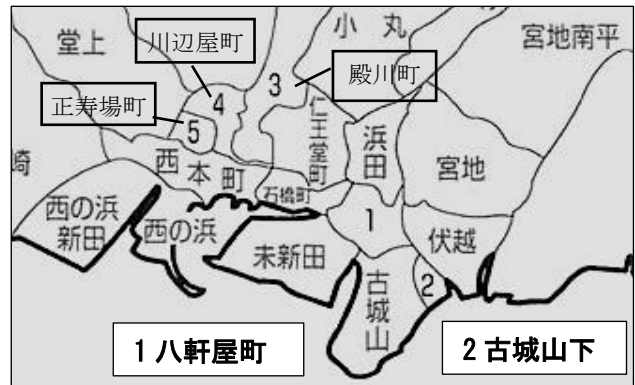 堂上
川辺屋町
小丸
宮地南平
3
殿川町
4
正寿場町
5
仁王堂町
浜田
宮地
崎
西本町
石橋町
1
西の浜新田
西の浜
未新田
伏越
古城山
2
1 八軒屋町
2 古城山下